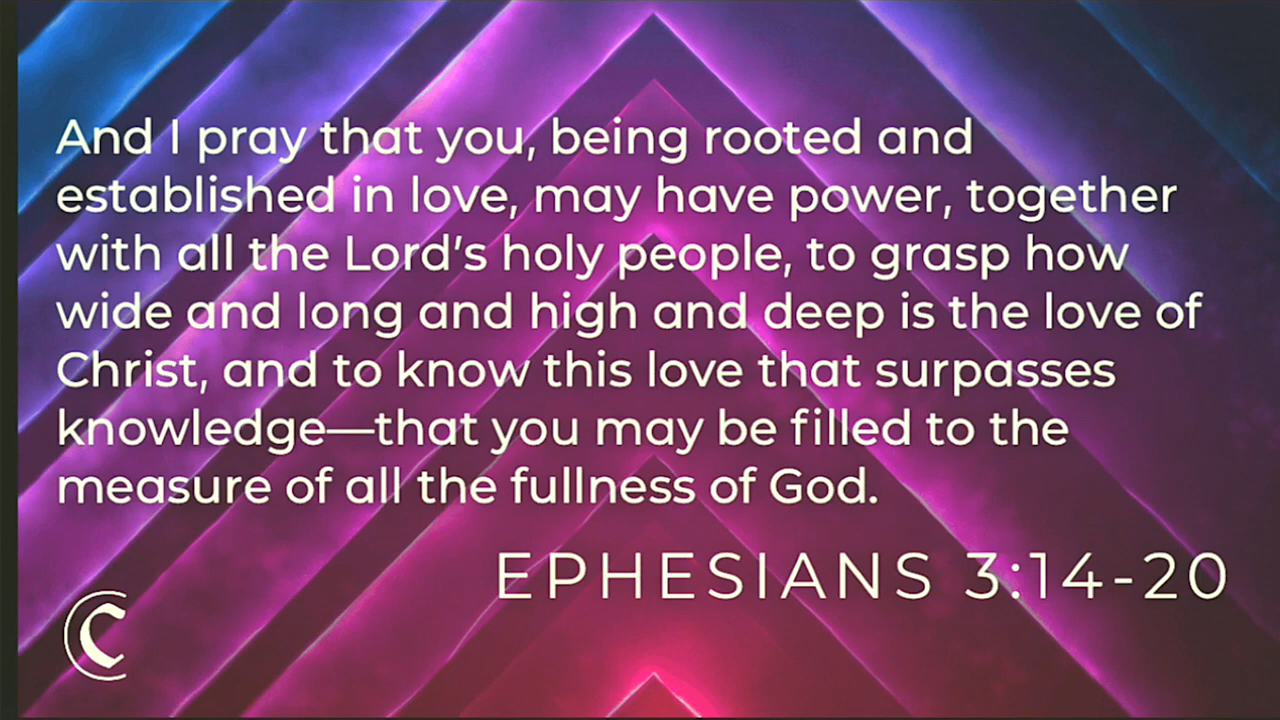 And I pray that you, being rooted and
established in love, may have power, together
with all the Lord's holy people, to grasp how
wide and long and high and deep is the love of
Christ, and to know this love that surpasses
knowledge—that you may be filled to the
measure of all the fullness of God.
EPHESIANS 3:14-20
C